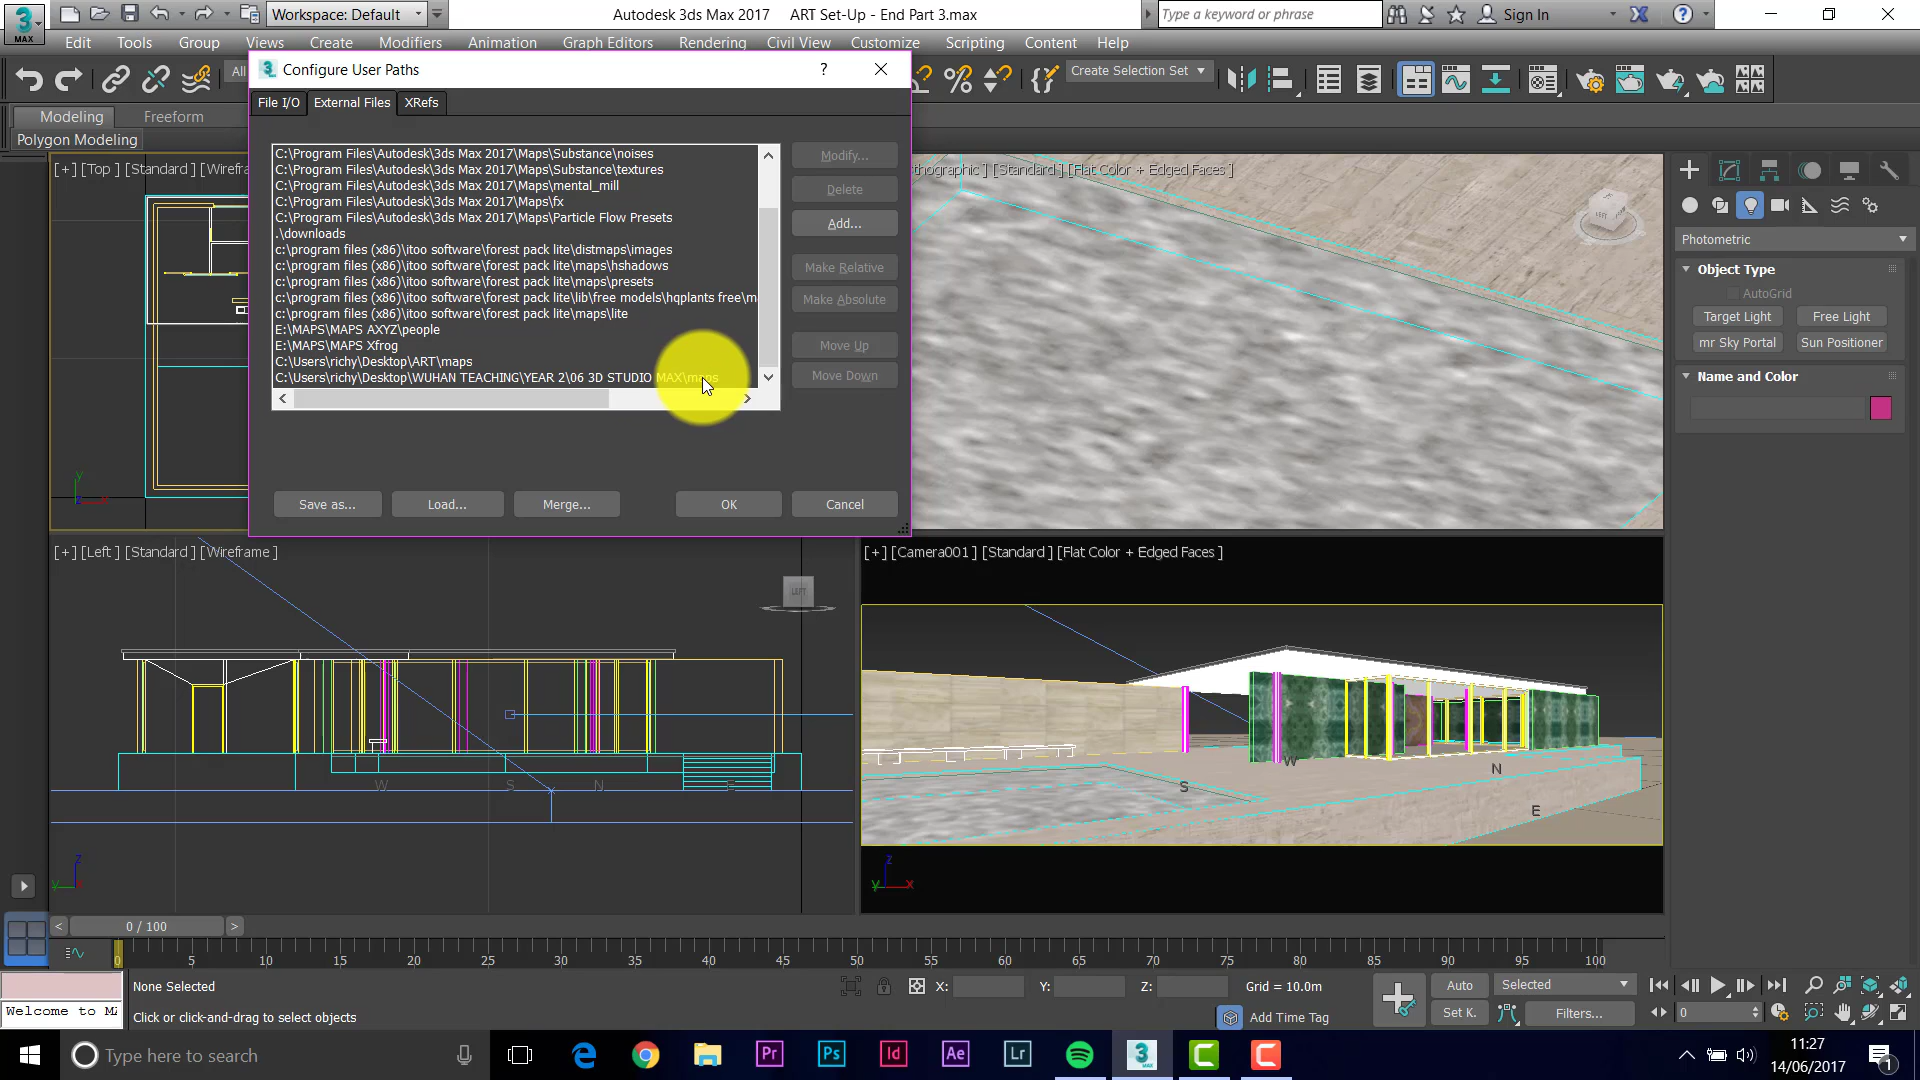 Workspace: Default
Autodesk 3ds Max 2017
ART Set-Up - End Part 3.max
Type a keyword or phrase
Sign In
MAX
Edit
Tools
Group
Views
Create
Modifiers
Animation
Graph Editors
Rendering
Civil View
Customize
Scripting
Content
Help
Configure User Paths
All
Create Selection Set
File I/O
External Files
XRefs
Modeling
Freeform
Polygon Modeling
C:\Program Files\Autodesk\3ds Max 2017\Maps\Substance\noises
C:\Program Files\Autodesk\3ds Max 2017\Maps\Substance\textures
C:\Program Files\Autodesk\3ds Max 2017\Maps\mental_mill
C:\Program Files\Autodesk\3ds Max 2017\Maps\fx
C:\Program Files\Autodesk\3ds Max 2017\Maps\Particle Flow Presets
.\downloads
c:\program files (x86)\itoo software\forest pack lite\distmaps\images
c:\program files (x86)\itoo software\forest pack lite\maps\hshadows
c:\program files (x86)\itoo software\forest pack lite\maps\presets
c:\program files (x86)\itoo software\forest pack lite\lib\free models\hqplants free\m
c:\program files (x86)\itoo software\forest pack lite\maps\lite
E:\MAPS\MAPS AXYZ\people
E:\MAPS\MAPS Xfrog
C:\Users\richy\Desktop\ART\maps
C:\Users\richy\Desktop\WUHAN TEACHING\YEAR 2\06 3D STUDIO MAX\maps
Modify...
Delete
Add...
Make Relative
Make Absolute
Move Up
Move Down
Save as...
Load...
Merge...
OK
Cancel
[+] [Top ] [Standard ] [Wirefra
thographic ] [Standard ] [Flat Color + Edged Faces ]
Photometric
Object Type
AutoGrid
Target Light
Free Light
mr Sky Portal
Sun Positioner
Name and Color
[+] [Left ] [Standard ] [Wireframe ]
LEFT
W
S
N
E
[+] [Camera001 ] [Standard ] [Flat Color + Edged Faces ]
W
S
N
E
0 / 100
0 5 10 15 20 25 30 35 40 45 50 55 60 65 70 75 80 85 90 95 100
None Selected
X:
Y:
Z:
Grid = 10.0m
Auto
Selected
Welcome to MA
Click or click-and-drag to select objects
Add Time Tag
Set K.
Filters...
0
Type here to search
Pr
Ps
Id
Ae
Lr
3
MAX
11:27
14/06/2017
1